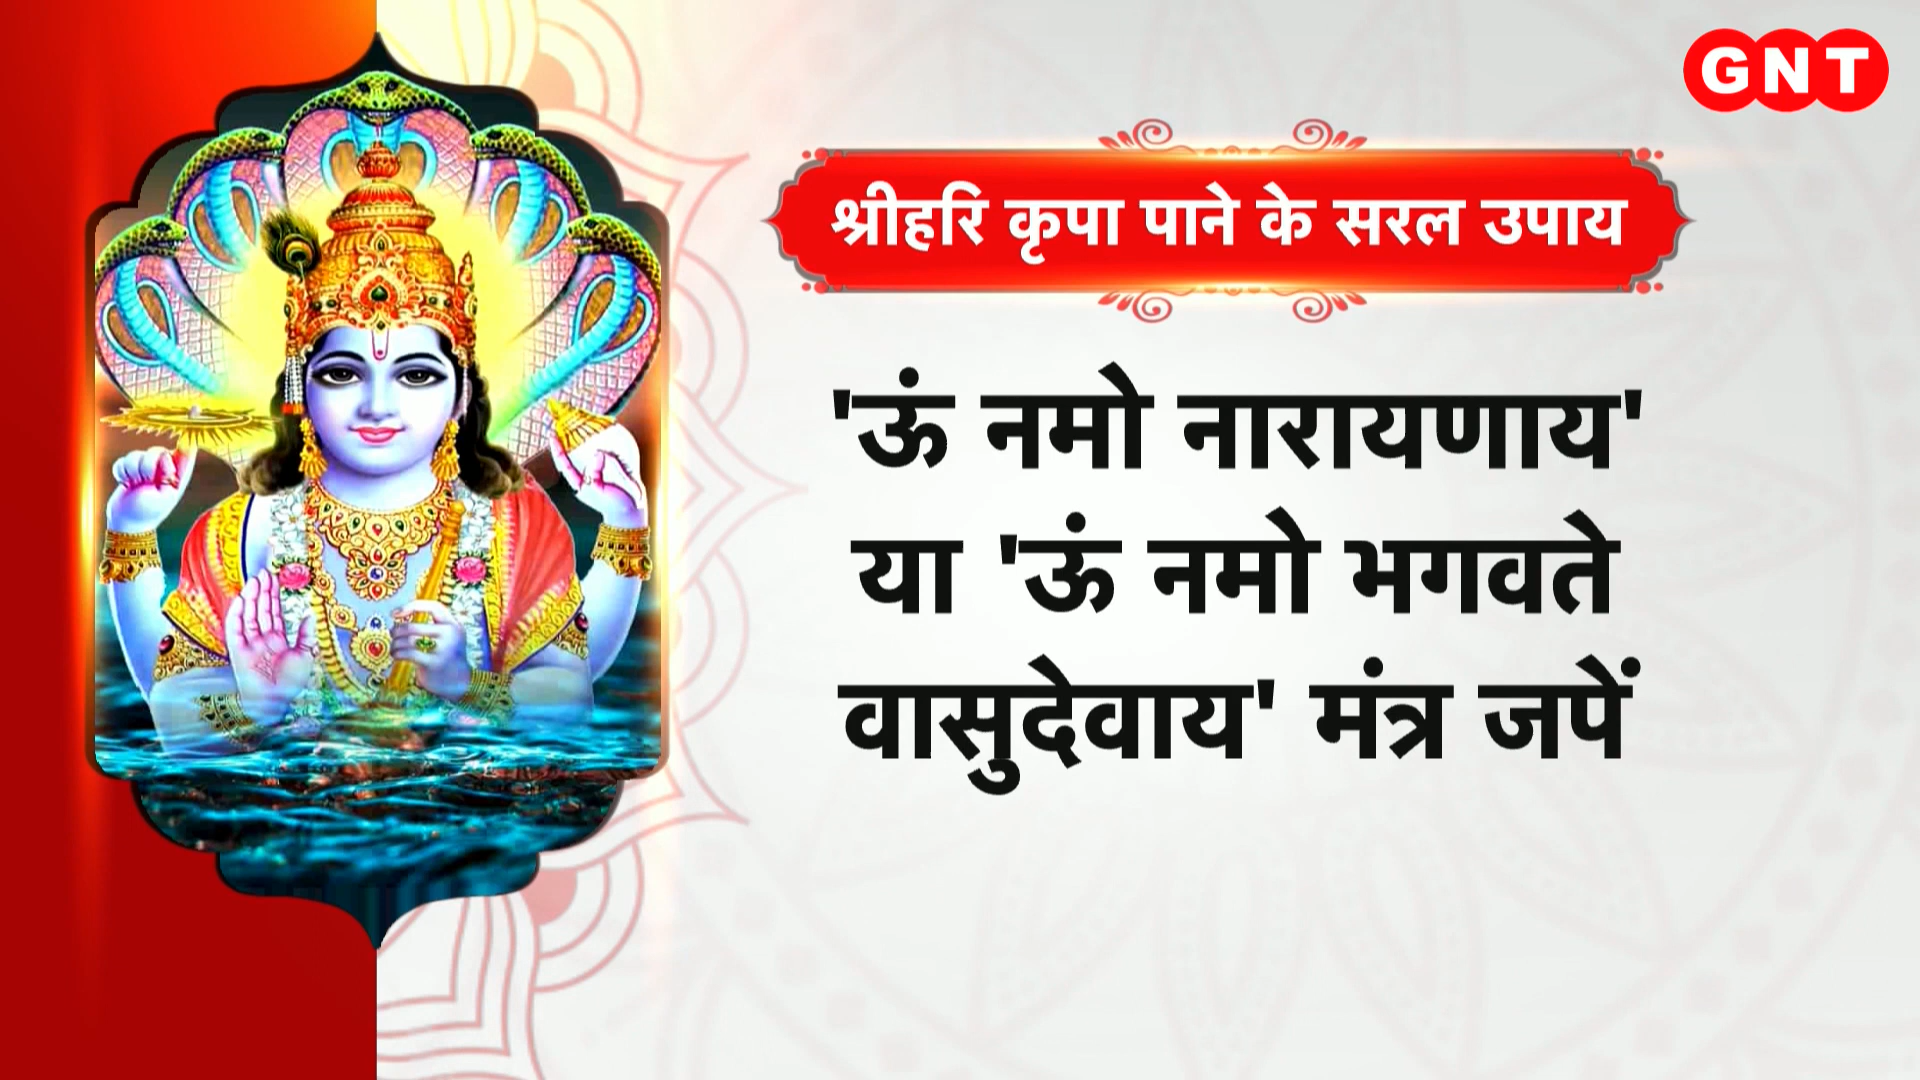 GNT
श्रीहरि कृपा पाने के सरल उपाय
'ऊं नमो नारायणाय'
या 'ऊं नमो भगवते
वासुदेवाय' मंत्र जपें